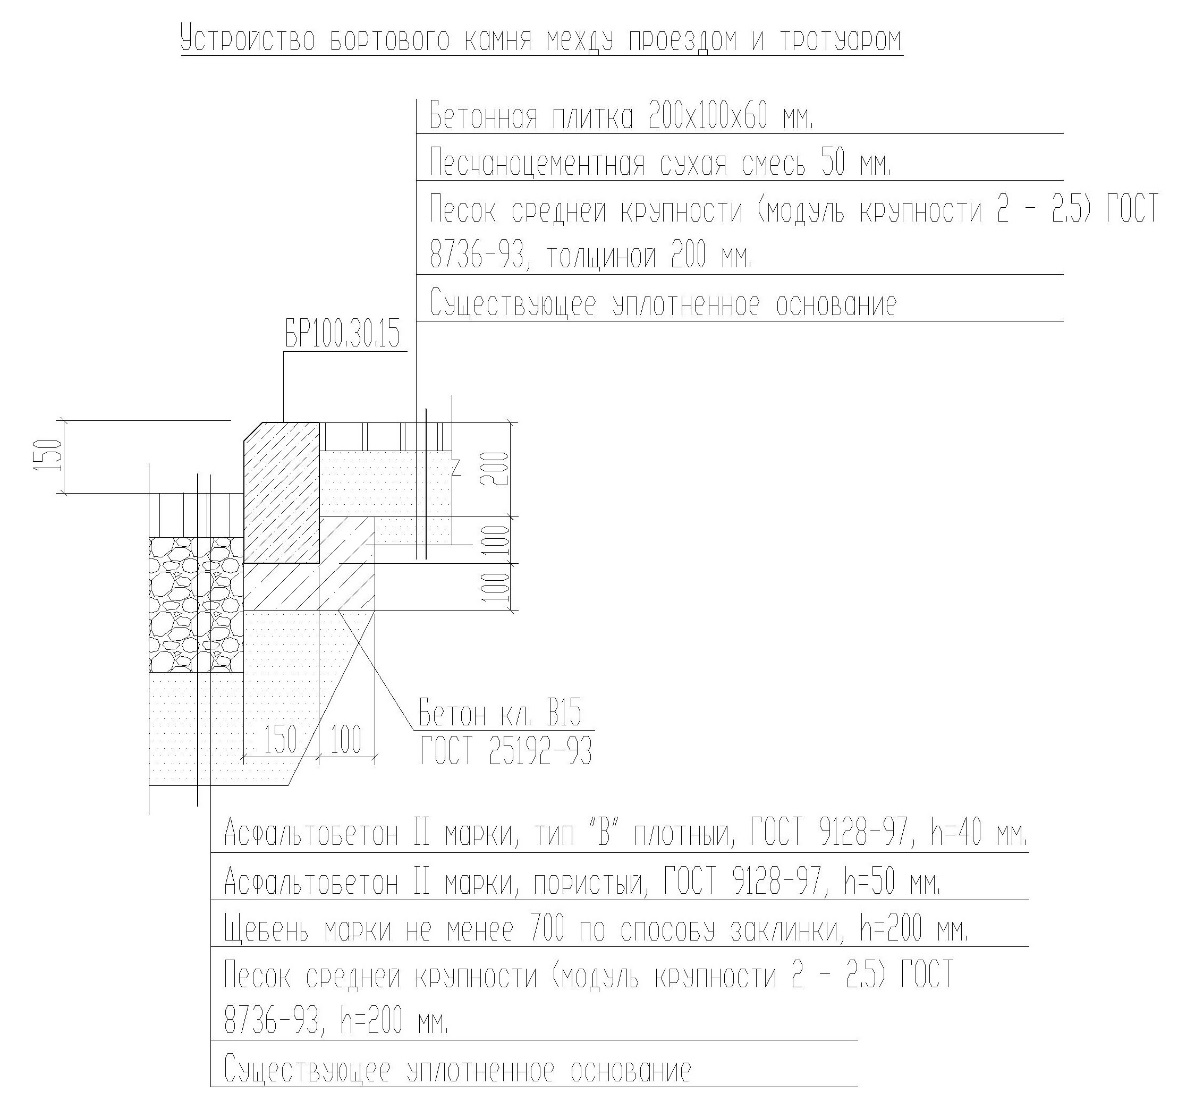 Устройство бортового камня между проездом и тротуаром
Бетонная плитка 200х100х60 мм.
Песчаноцементная сухая смесь 50 мм.
Песок средней крупности (модуль крупности 2 - 2.5) ГОСТ
8736-93, толщиной 200 мм.
Существующее уплотненное основание
БР100.30.15
150
200
100
100
150
100
Бетон кл. В15
ГОСТ 25192-93
Асфальтобетон II марки, тип "В" плотный, ГОСТ 9128-97, h=40 мм.
Асфальтобетон II марки, пористый, ГОСТ 9128-97, h=50 мм.
Щебень марки не менее 700 по способу заклинки, h=200 мм.
Песок средней крупности (модуль крупности 2 - 2.5) ГОСТ
8736-93, h=200 мм.
Существующее уплотненное основание